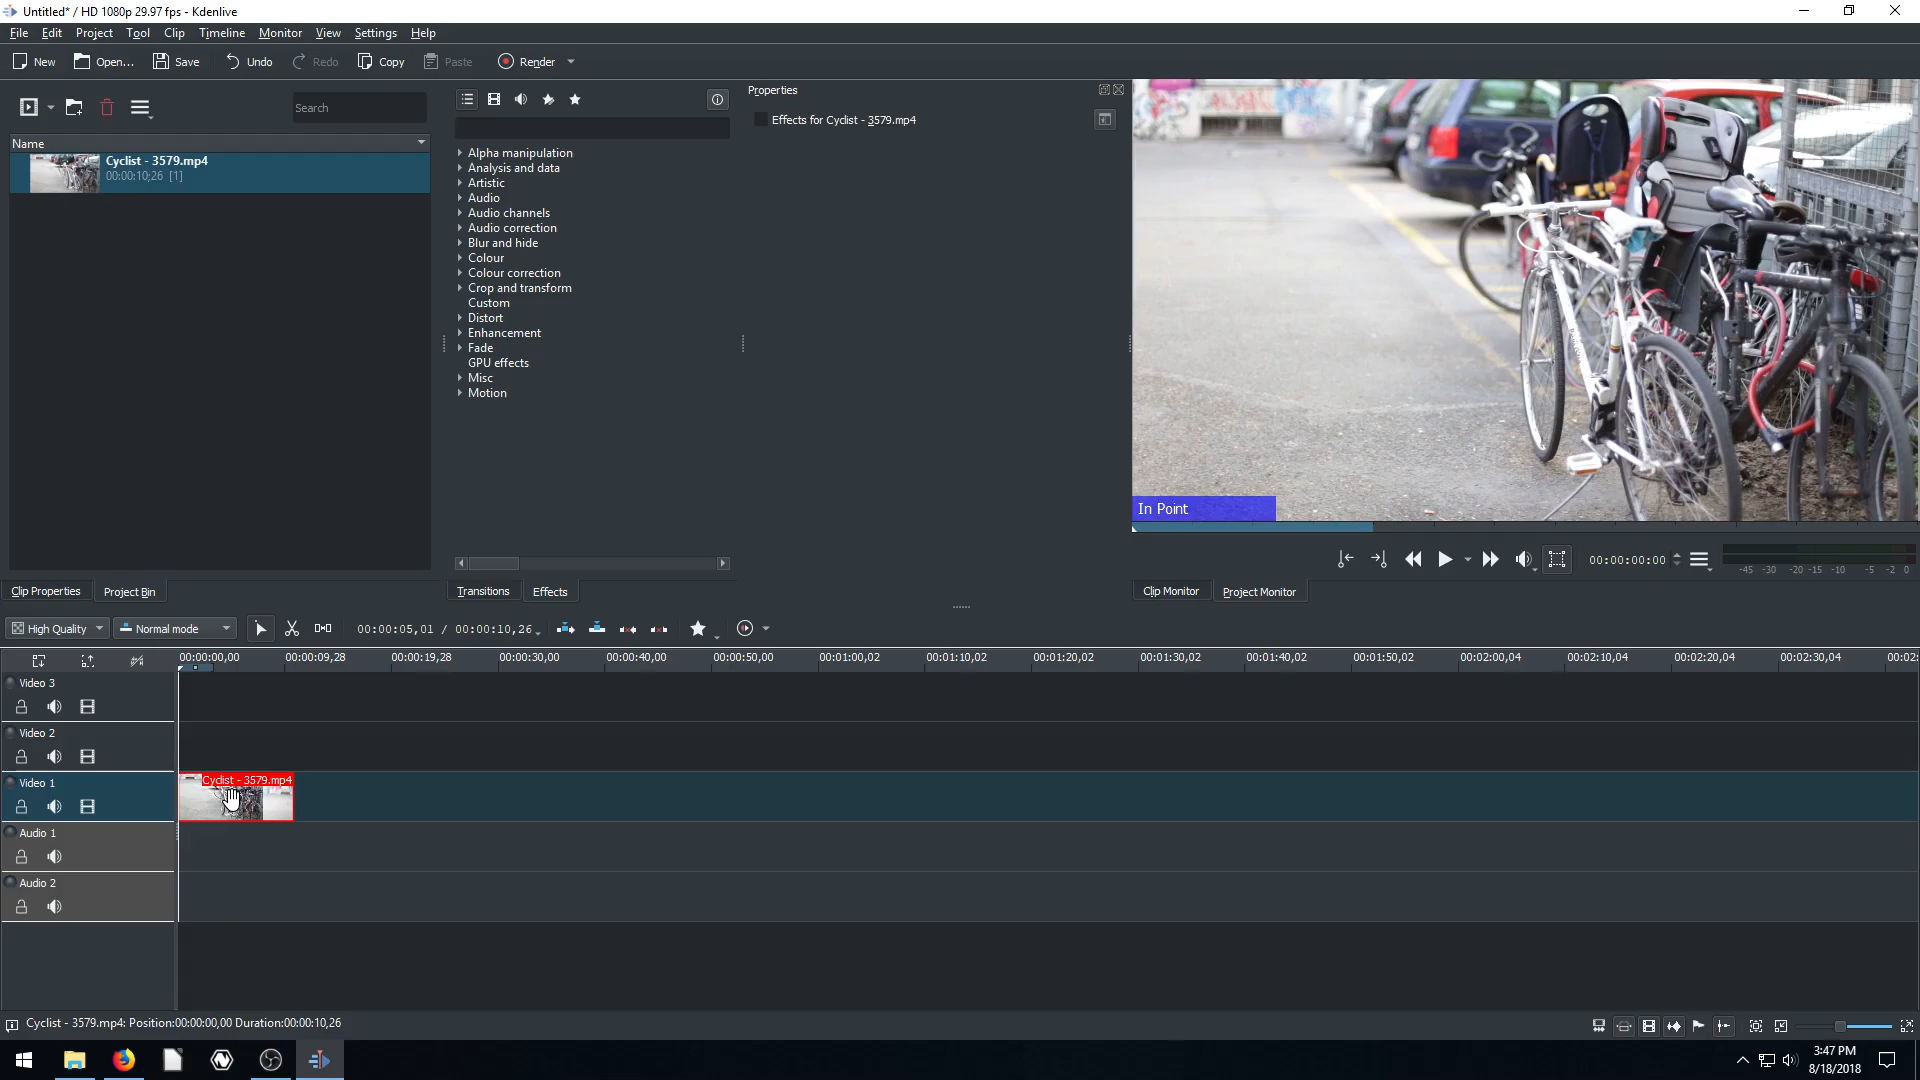 Untitled* / HD 1080p 29.97 fps - Kdenlive
File Edit Project Tool Clip Timeline Monitor View Settings Help
New Open... Save Undo Redo Copy Paste Render
Search
Name
Cyclist - 3579.mp4
00:00:10;26 [1]
Clip Properties Project Bin
Alpha manipulation
Analysis and data
Artistic
Audio
Audio channels
Audio correction
Blur and hide
Colour
Colour correction
Crop and transform
Custom
Distort
Enhancement
Fade
GPU effects
Misc
Motion
Transitions Effects
Properties
Effects for Cyclist - 3579.mp4
In Point
00:00:00;00
-45 -30 -20 -15 -10 -5 -2 0
Clip Monitor Project Monitor
High Quality Normal mode 00:00:05,01 / 00:00:10,26
00:00:00,00 00:00:09,28 00:00:19,28 00:00:30,00 00:00:40,00 00:00:50,00 00:01:00,02 00:01:10,02 00:01:20,04 00:01:30,02 00:01:40,02 00:01:50,02 00:02:00,04 00:02:10,04 00:02:20,04 00:02:30,04 00:02:
Video 3
Video 2
Video 1
Cyclist - 3579.mp4
Audio 1
Audio 2
Cyclist - 3579.mp4: Position:00:00:00,00 Duration:00:00:10,26
3:47 PM
8/18/2018